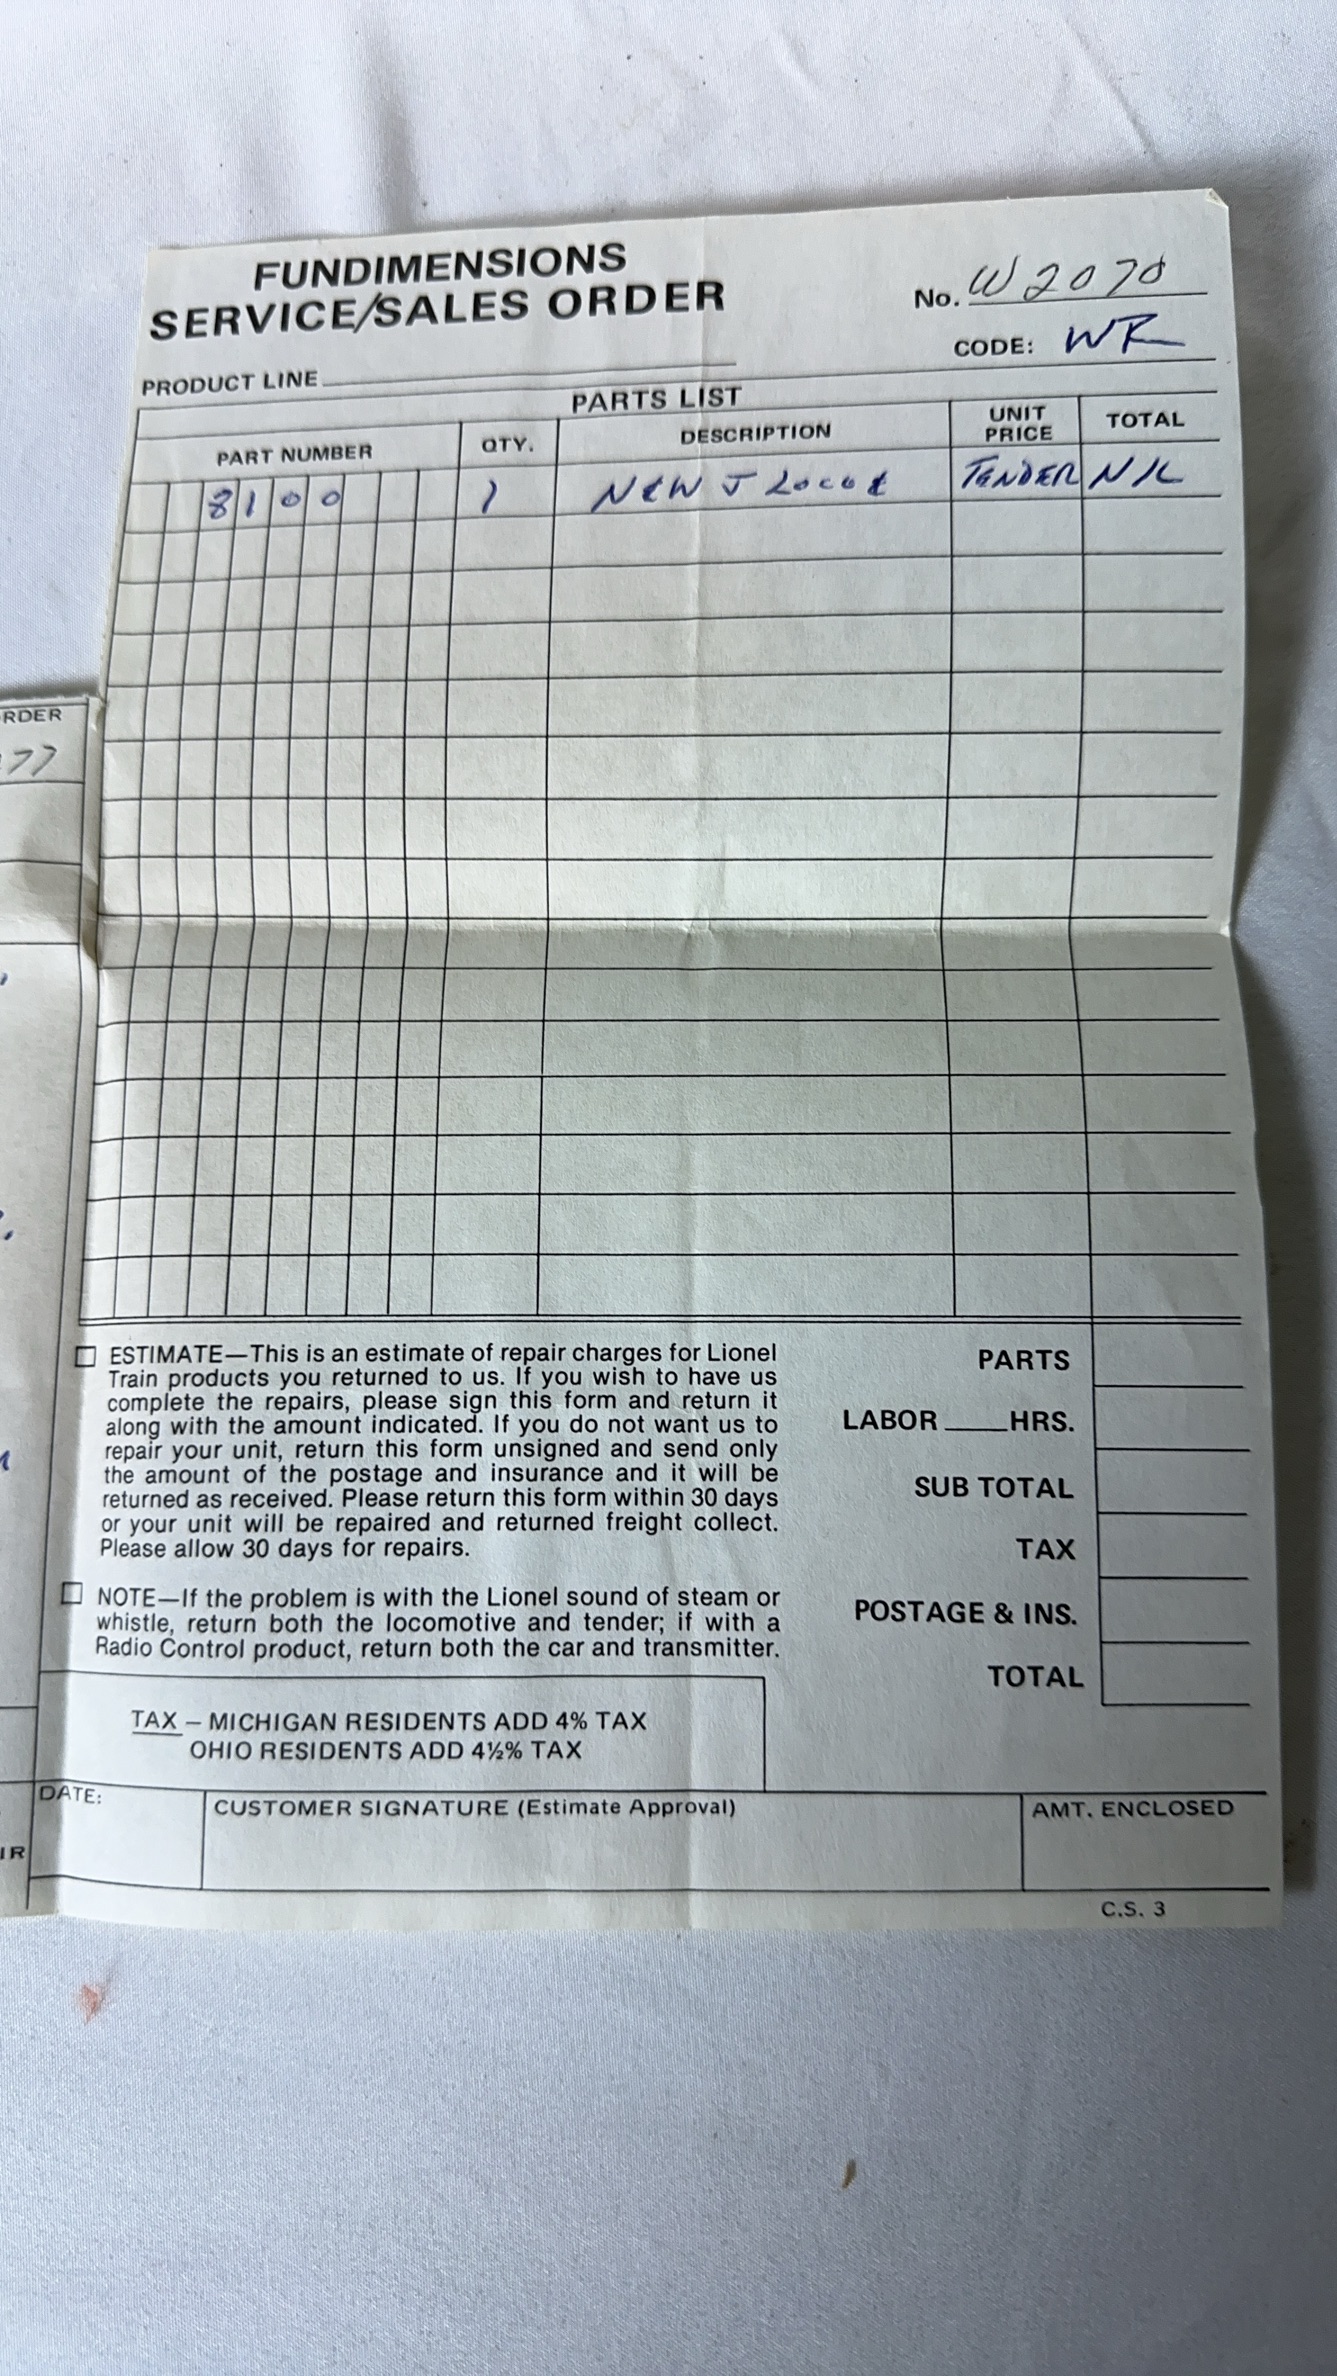 FUNDIMENSIONS
SERVICE/SALES ORDER
No. W2070
CODE: WR
PRODUCT LINE
PARTS LIST
PART NUMBER QTY. DESCRIPTION UNIT PRICE TOTAL
8100 1 NEW J LOCO & TENDER N/C
RDER
77
ESTIMATE—This is an estimate of repair charges for Lionel
Train products you returned to us. If you wish to have us
complete the repairs, please sign this form and return it
along with the amount indicated. If you do not want us to
repair your unit, return this form unsigned and send only
the amount of the postage and insurance and it will be
returned as received. Please return this form within 30 days
or your unit will be repaired and returned freight collect.
Please allow 30 days for repairs.
NOTE—If the problem is with the Lionel sound of steam or
whistle, return both the locomotive and tender; if with a
Radio Control product, return both the car and transmitter.
PARTS
LABOR ____HRS.
SUB TOTAL
TAX
POSTAGE & INS.
TOTAL
TAX – MICHIGAN RESIDENTS ADD 4% TAX
OHIO RESIDENTS ADD 4½% TAX
DATE:
CUSTOMER SIGNATURE (Estimate Approval)
AMT. ENCLOSED
IR
C.S. 3